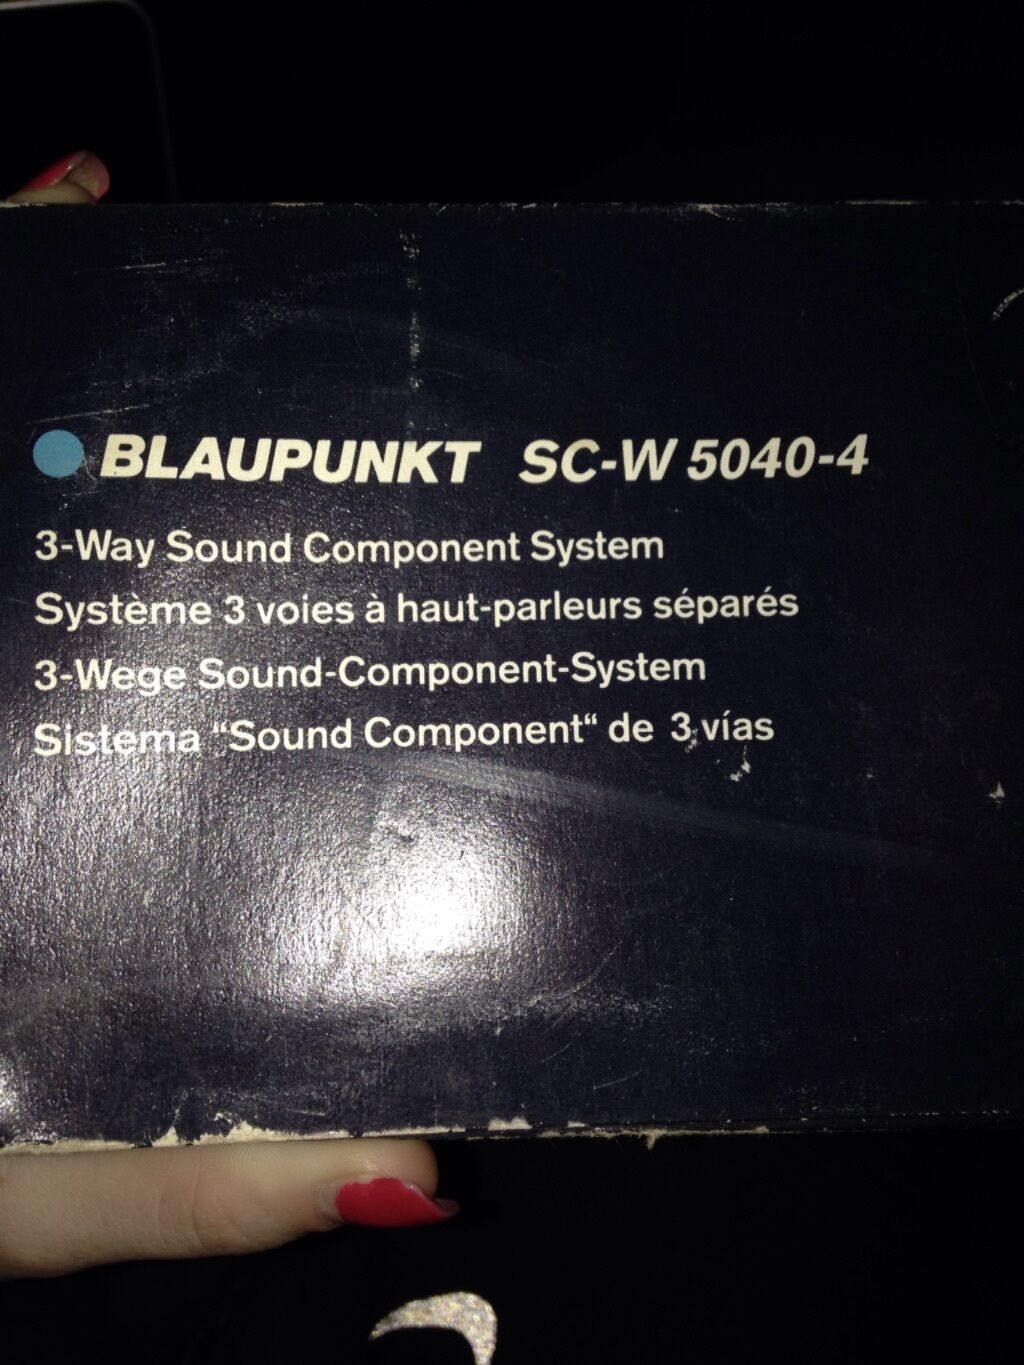 BLAUPUNKT SC-W 5040-4
3-Way Sound Component System
Système 3 voies à haut-parleurs séparés
3-Wege Sound-Component-System
Sistema "Sound Component“ de 3 vías